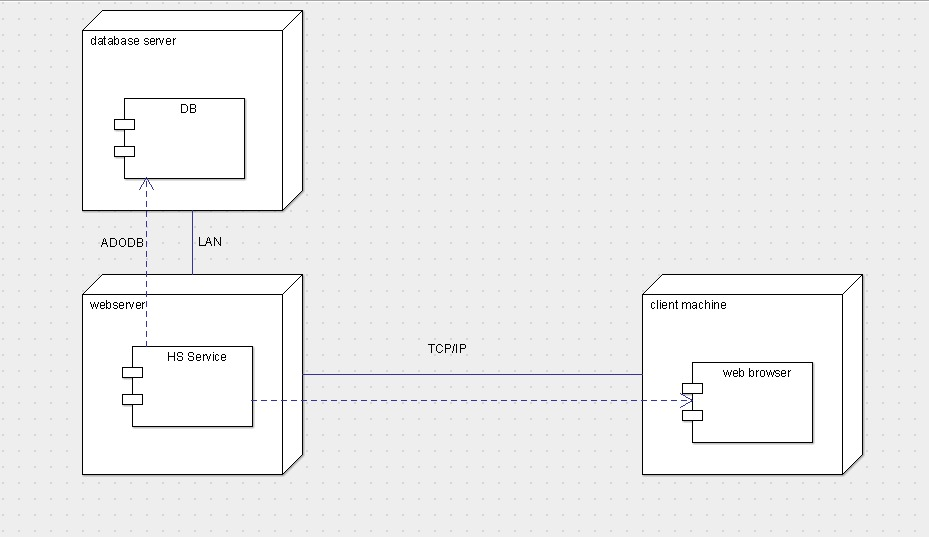 database server
DB
ADODB
LAN
webserver
HS Service
TCP/IP
client machine
web browser